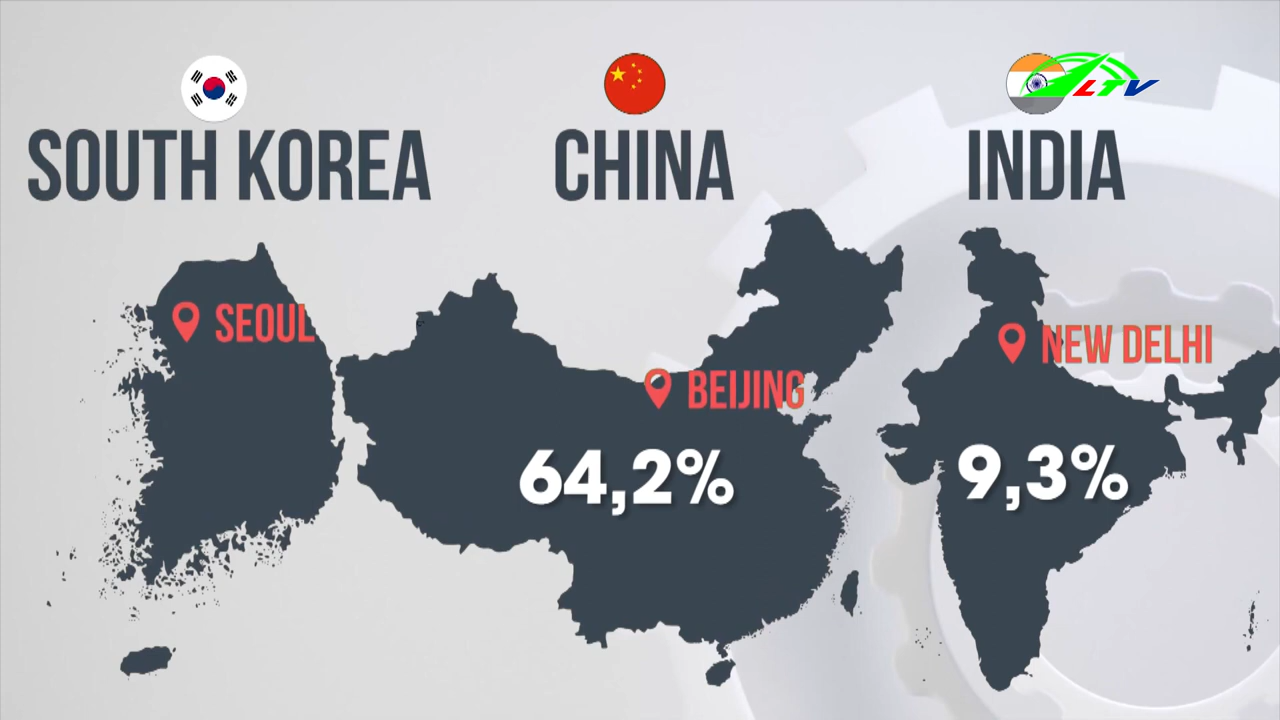 LTV
SOUTH KOREA
CHINA
INDIA
SEOUL
NEW DELHI
BEIJING
64,2%
9,3%